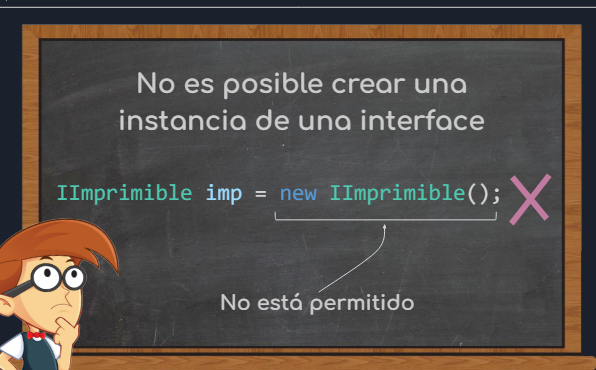 No es posible crear una
instancia de una interface
IImprimible imp = new IImprimible();
No está permitido